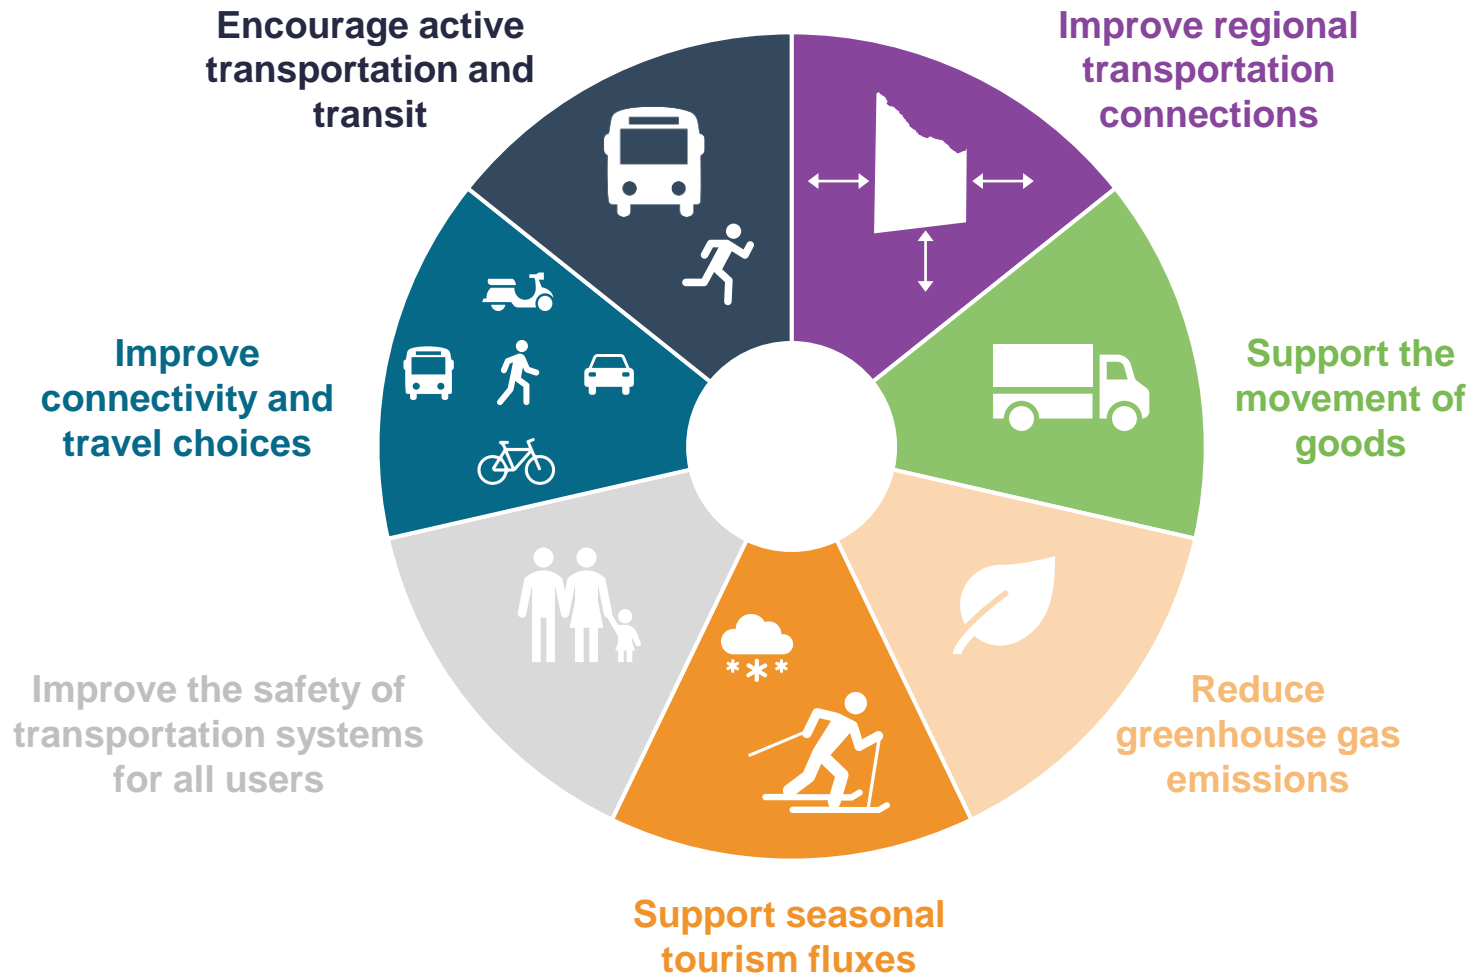 Encourage active
transportation and
transit
Improve regional
transportation
connections
Improve
connectivity and
travel choices
Support the
movement of
goods
Improve the safety of
transportation systems
for all users
Reduce
greenhouse gas
emissions
Support seasonal
tourism fluxes